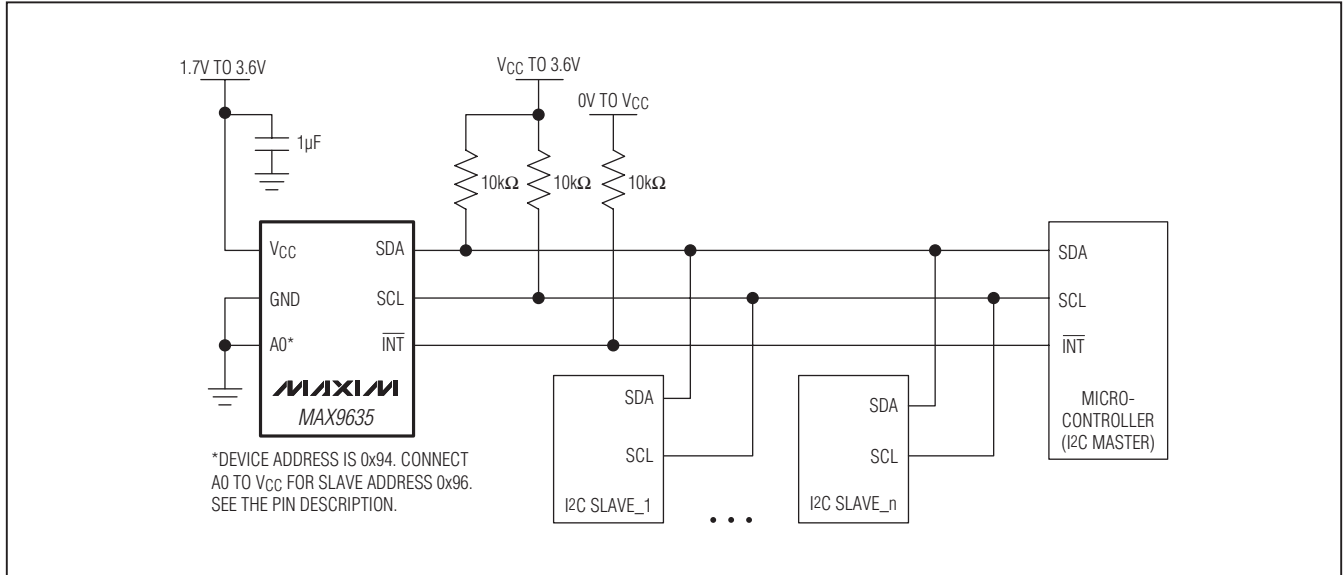 1.7V TO 3.6V
VCC TO 3.6V
0V TO VCC
1µF
10kΩ
10kΩ
10kΩ
VCC
SDA
GND
SCL
A0*
INT
MAXIM
MAX9635
SDA
SCL
INT
MICRO-
CONTROLLER
(I2C MASTER)
SDA
SCL
I2C SLAVE_1
• • •
SDA
SCL
I2C SLAVE_n
*DEVICE ADDRESS IS 0x94. CONNECT
A0 TO VCC FOR SLAVE ADDRESS 0x96.
SEE THE PIN DESCRIPTION.